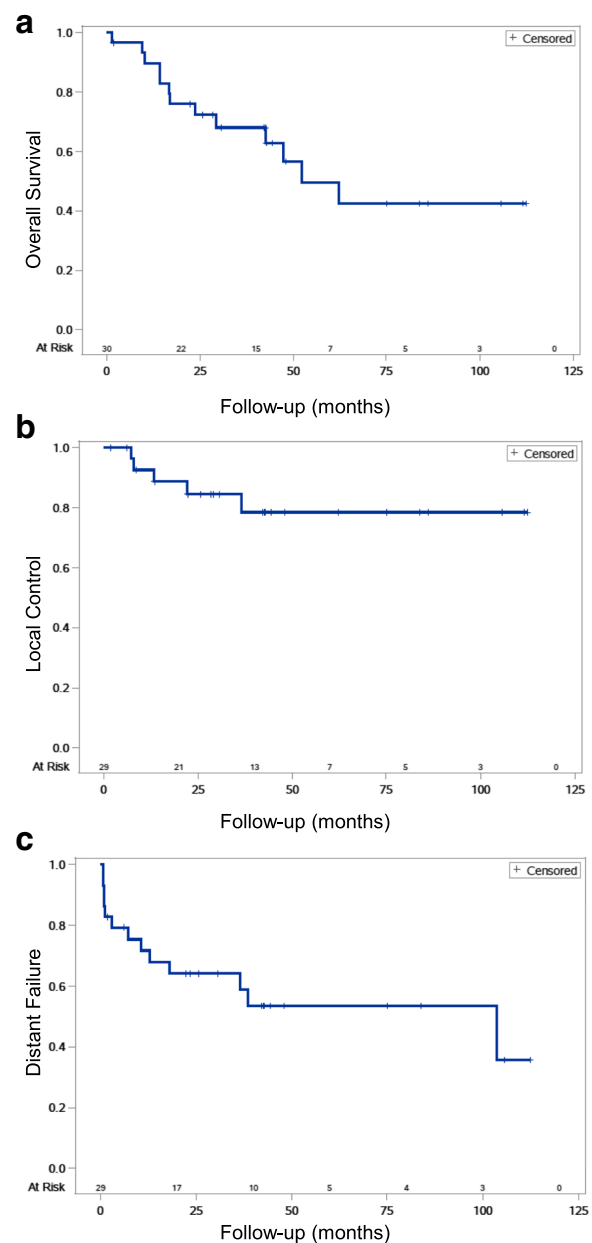 a
+ Censored
1.0
0.8
0.6
0.4
0.2
0.0
Overall Survival
At Risk 30 22 15 7 5 3 0
0 25 50 75 100 125
Follow-up (months)
b
+ Censored
1.0
0.8
0.6
0.4
0.2
0.0
Local Control
At Risk 29 21 13 7 5 3 0
0 25 50 75 100 125
Follow-up (months)
c
+ Censored
1.0
0.8
0.6
0.4
0.2
0.0
Distant Failure
At Risk 29 17 10 5 4 3 0
0 25 50 75 100 125
Follow-up (months)